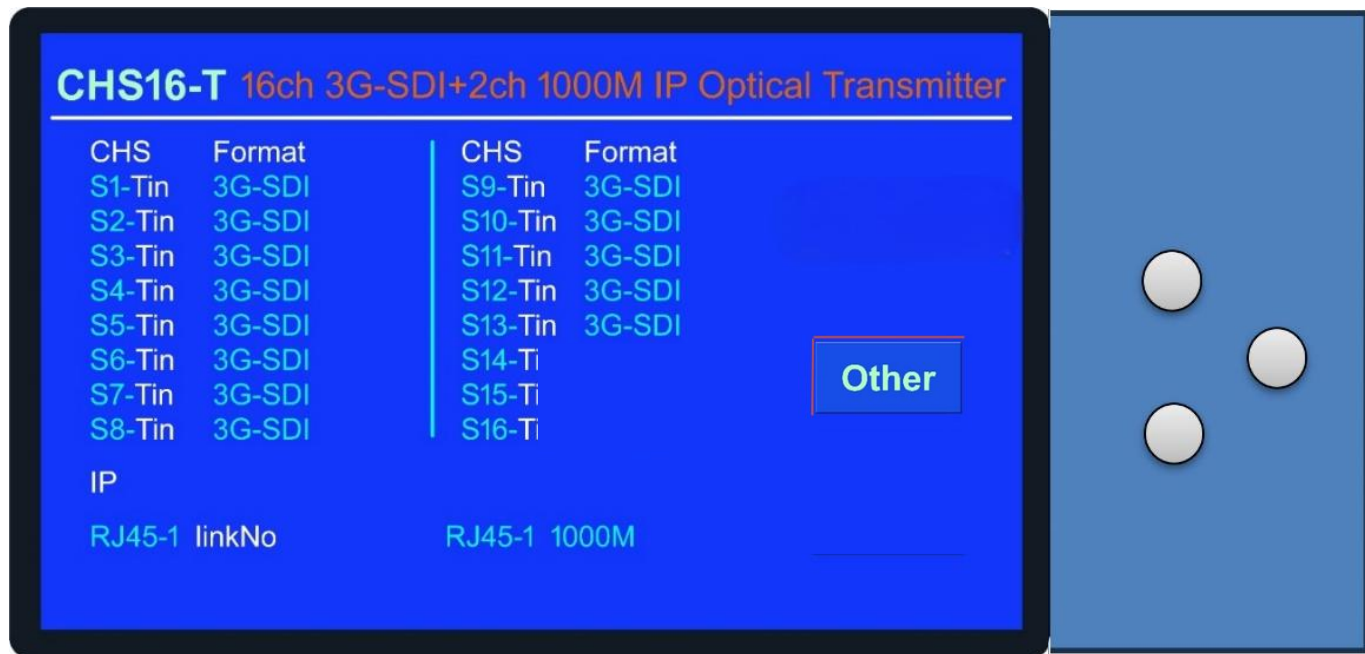 CHS16-T 16ch 3G-SDI+2ch 1000M IP Optical Transmitter
CHS Format CHS Format
S1-Tin 3G-SDI S9-Tin 3G-SDI
S2-Tin 3G-SDI S10-Tin 3G-SDI
S3-Tin 3G-SDI S11-Tin 3G-SDI
S4-Tin 3G-SDI S12-Tin 3G-SDI
S5-Tin 3G-SDI S13-Tin 3G-SDI
S6-Tin 3G-SDI S14-Ti
S7-Tin 3G-SDI S15-Ti
S8-Tin 3G-SDI S16-Ti
Other
IP
RJ45-1 linkNo RJ45-1 1000M